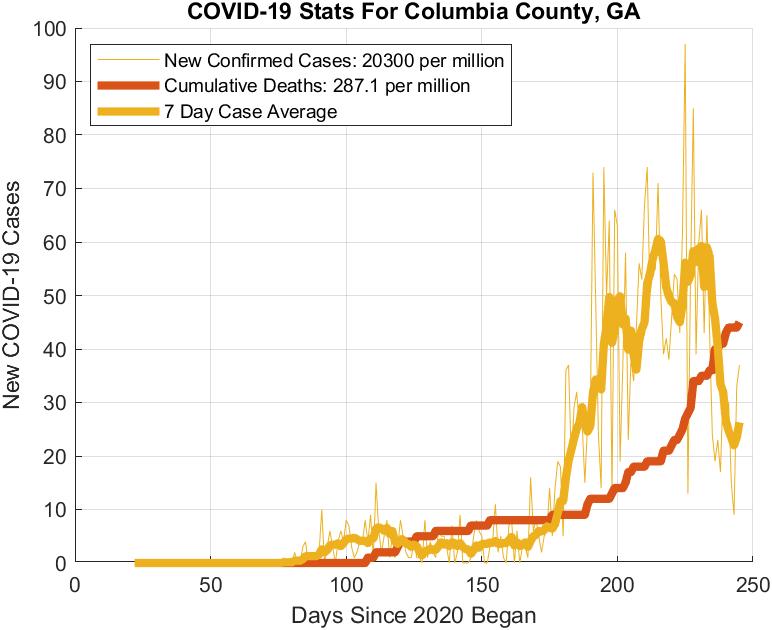 COVID-19 Stats For Columbia County, GA
New Confirmed Cases: 20300 per million
Cumulative Deaths: 287.1 per million
7 Day Case Average
100
90
80
70
60
50
40
30
20
10
0
New COVID-19 Cases
0 50 100 150 200 250
Days Since 2020 Began